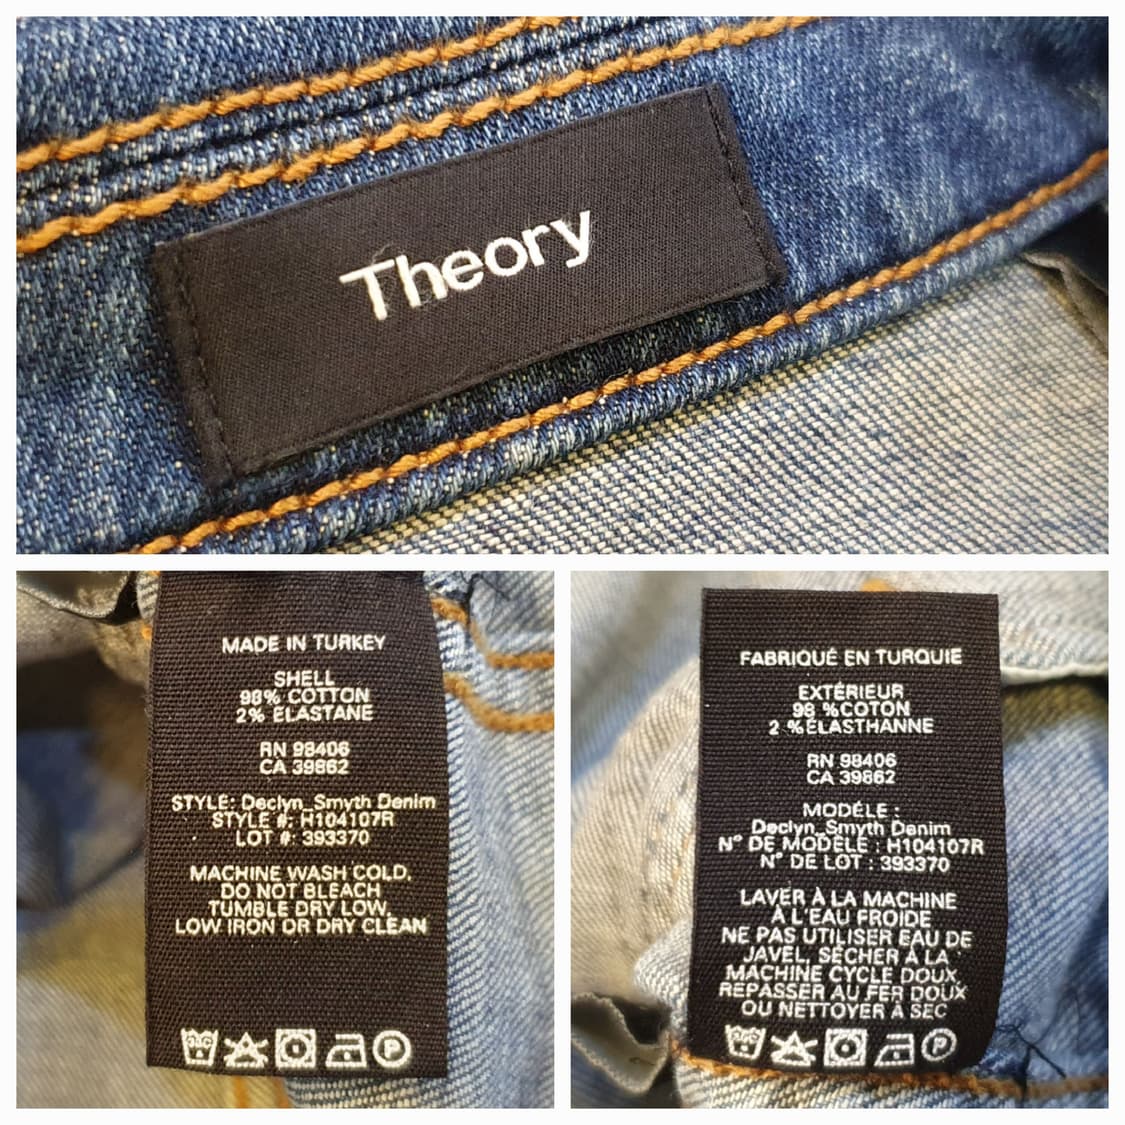 Theory
MADE IN TURKEY
SHELL
98% COTTON
2% ELASTANE
RN 98406
CA 39862
STYLE: Declyn_Smyth Denim
STYLE #: H104107R
LOT #: 393370
MACHINE WASH COLD,
DO NOT BLEACH
TUMBLE DRY LOW,
LOW IRON OR DRY CLEAN
P
FABRIQUÉ EN TURQUIE
EXTÉRIEUR
98 %COTON
2 %ÉLASTHANNE
RN 98406
CA 39862
MODÉLE :
Declyn_Smyth Denim
N° DE MODÈLE : H104107R
N° DE LOT : 393370
LAVER À LA MACHINE
À L'EAU FROIDE
NE PAS UTILISER EAU DE
JAVEL, SÉCHER À LA
MACHINE CYCLE DOUX,
REPASSER AU FER DOUX
OU NETTOYER À SEC
P